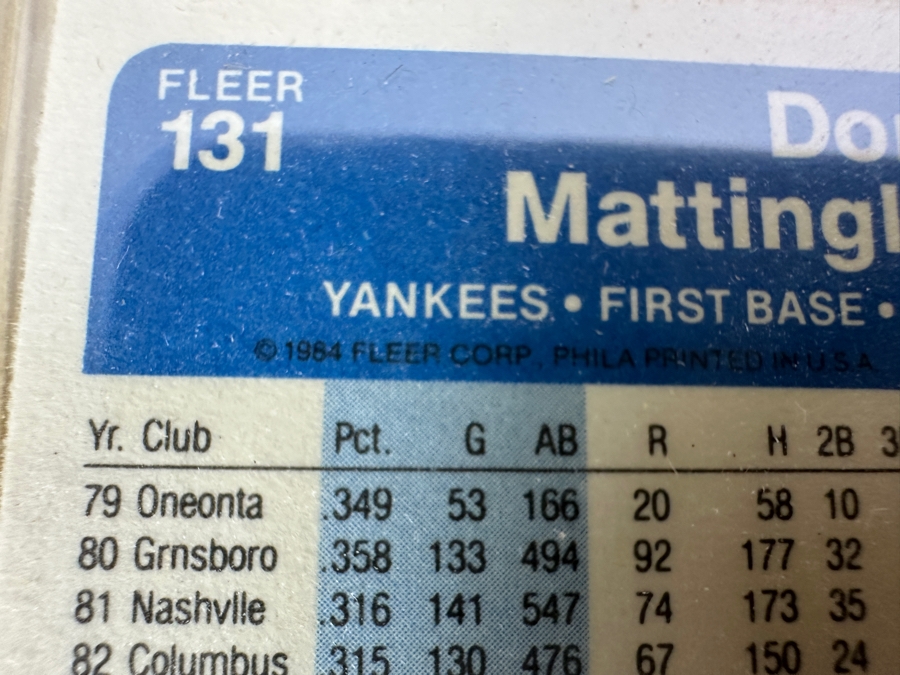 FLEER
131
Don
Mattingl
YANKEES • FIRST BASE •
© 1984 FLEER CORP., PHILA PRINTED IN U.S.A.
Yr. Club Pct. G AB R H 2B 3
79 Oneonta .349 53 166 20 58 10
80 Grnsboro .358 133 494 92 177 32
81 Nashvlle .316 141 547 74 173 35
82 Columbus .315 130 476 67 150 24